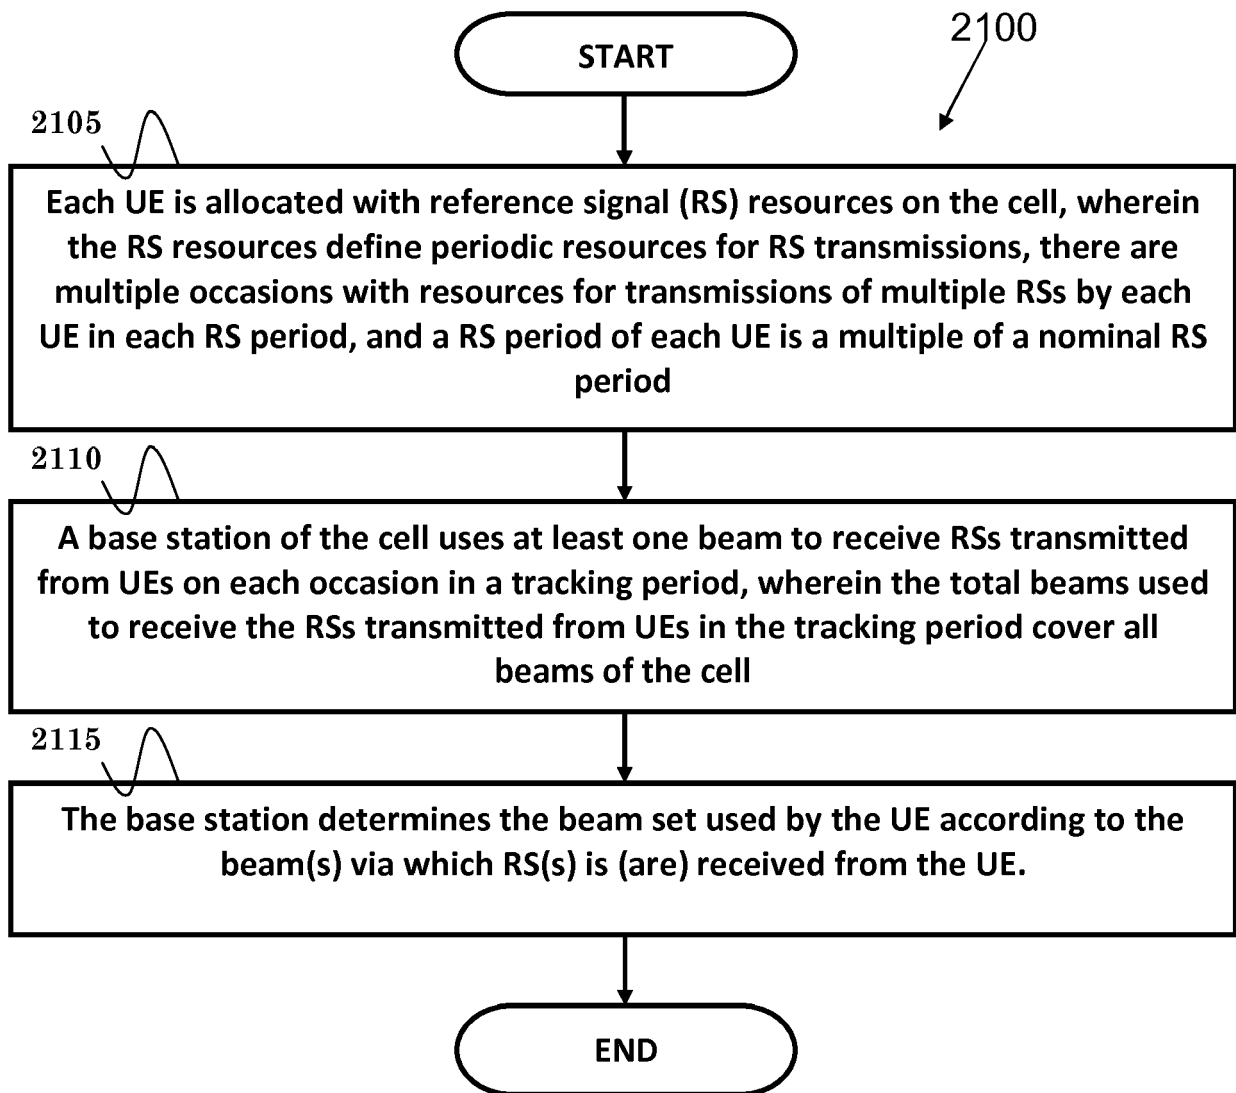 START
2100
2105
Each UE is allocated with reference signal (RS) resources on the cell, wherein
the RS resources define periodic resources for RS transmissions, there are
multiple occasions with resources for transmissions of multiple RSs by each
UE in each RS period, and a RS period of each UE is a multiple of a nominal RS
period
2110
A base station of the cell uses at least one beam to receive RSs transmitted
from UEs on each occasion in a tracking period, wherein the total beams used
to receive the RSs transmitted from UEs in the tracking period cover all
beams of the cell
2115
The base station determines the beam set used by the UE according to the
beam(s) via which RS(s) is (are) received from the UE.
END